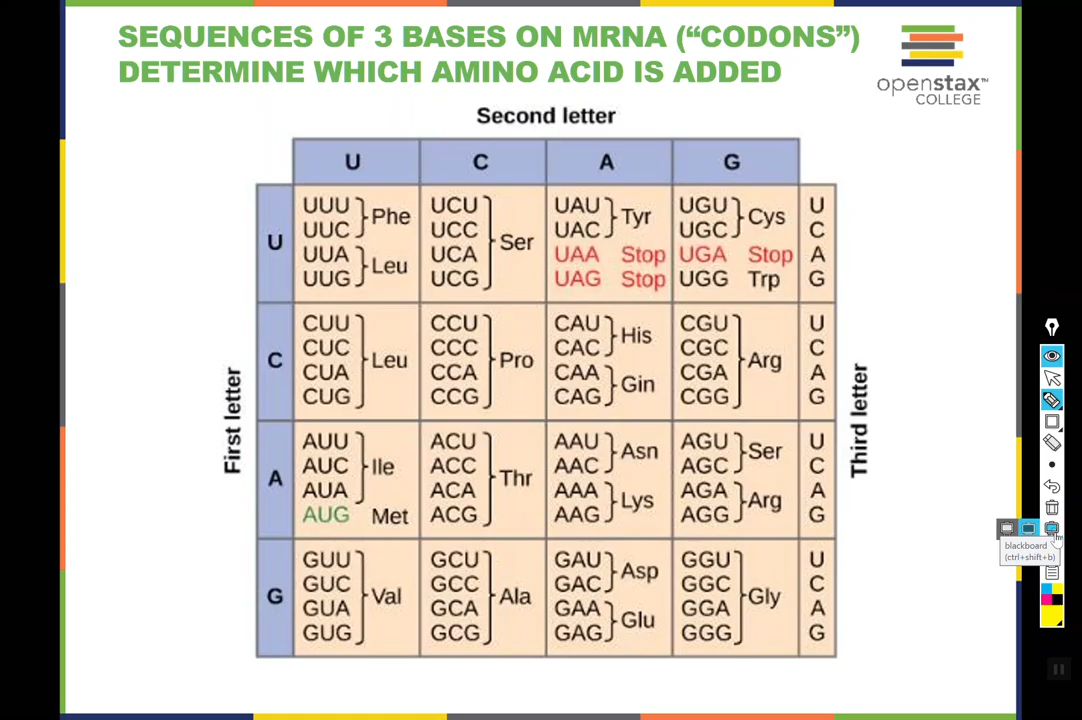 SEQUENCES OF 3 BASES ON MRNA (“CODONS”)
DETERMINE WHICH AMINO ACID IS ADDED
openstax™
COLLEGE
Second letter
U C A G
UUU UCU UAU UGU U
Phe Tyr Cys
UUC UCC UAC UGC C
U Ser
UUA UCA UAA Stop UGA Stop A
Leu
UUG UCG UAG Stop UGG Trp G
CUU CCU CAU CGU U
His
CUC CCC CAC CGC C
C Leu Pro Arg
CUA CCA CAA CGA A
Gin
CUG CCG CAG CGG G
First letter
Third letter
AUU ACU AAU AGU U
Asn Ser
AUC Ile ACC AAC AGC C
A Thr
AUA ACA AAA AGA A
Lys Arg
AUG Met ACG AAG AGG G
blackboard
(ctrl+shift+b)
GUU GCU GAU GGU U
Asp
GUC GCC GAC GGC C
G Val Ala Gly
GUA GCA GAA GGA A
Glu
GUG GCG GAG GGG G